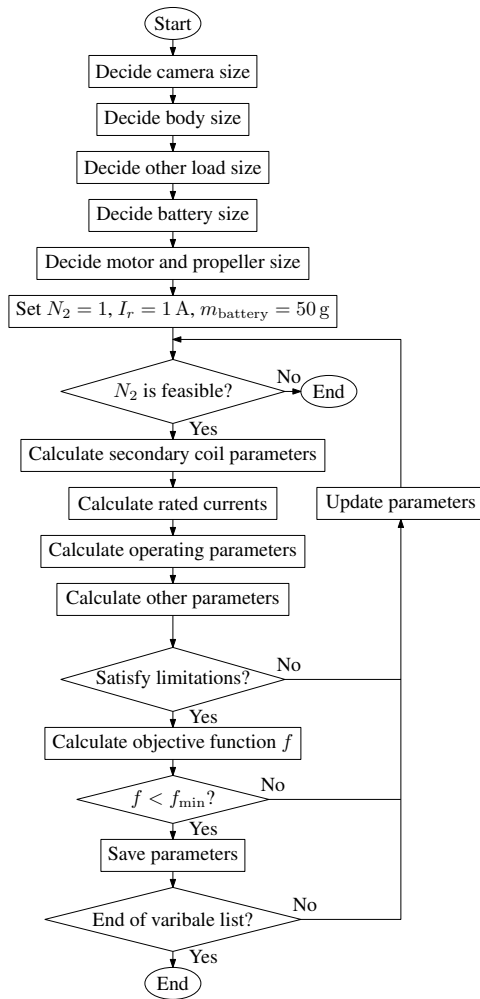 Start
Decide camera size
Decide body size
Decide other load size
Decide battery size
Decide motor and propeller size
Set N₂ = 1, Iᵣ = 1 A, m_battery = 50 g
N₂ is feasible?
No
End
Yes
Calculate secondary coil parameters
Calculate rated currents
Update parameters
Calculate operating parameters
Calculate other parameters
Satisfy limitations?
No
Yes
Calculate objective function f
f < f_min?
No
Yes
Save parameters
End of varibale list?
No
Yes
End